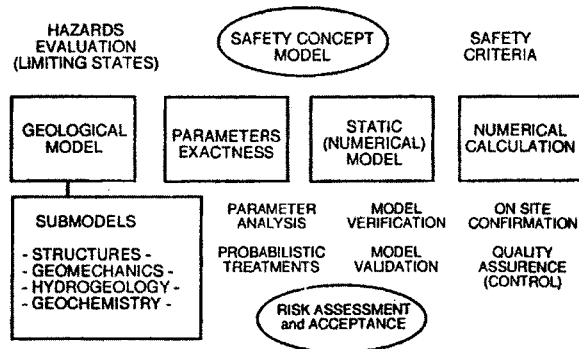 HAZARDS
EVALUATION
(LIMITING STATES)
SAFETY CONCEPT
MODEL
SAFETY
CRITERIA
GEOLOGICAL
MODEL
PARAMETERS
EXACTNESS
STATIC
(NUMERICAL)
MODEL
NUMERICAL
CALCULATION
SUBMODELS
- STRUCTURES -
- GEOMECHANICS -
- HYDROGEOLOGY -
- GEOCHEMISTRY -
PARAMETER
ANALYSIS
MODEL
VERIFICATION
ON SITE
CONFIRMATION
PROBABILISTIC
TREATMENTS
MODEL
VALIDATION
QUALITY
ASSURENCE
(CONTROL)
RISK ASSESSMENT
and ACCEPTANCE